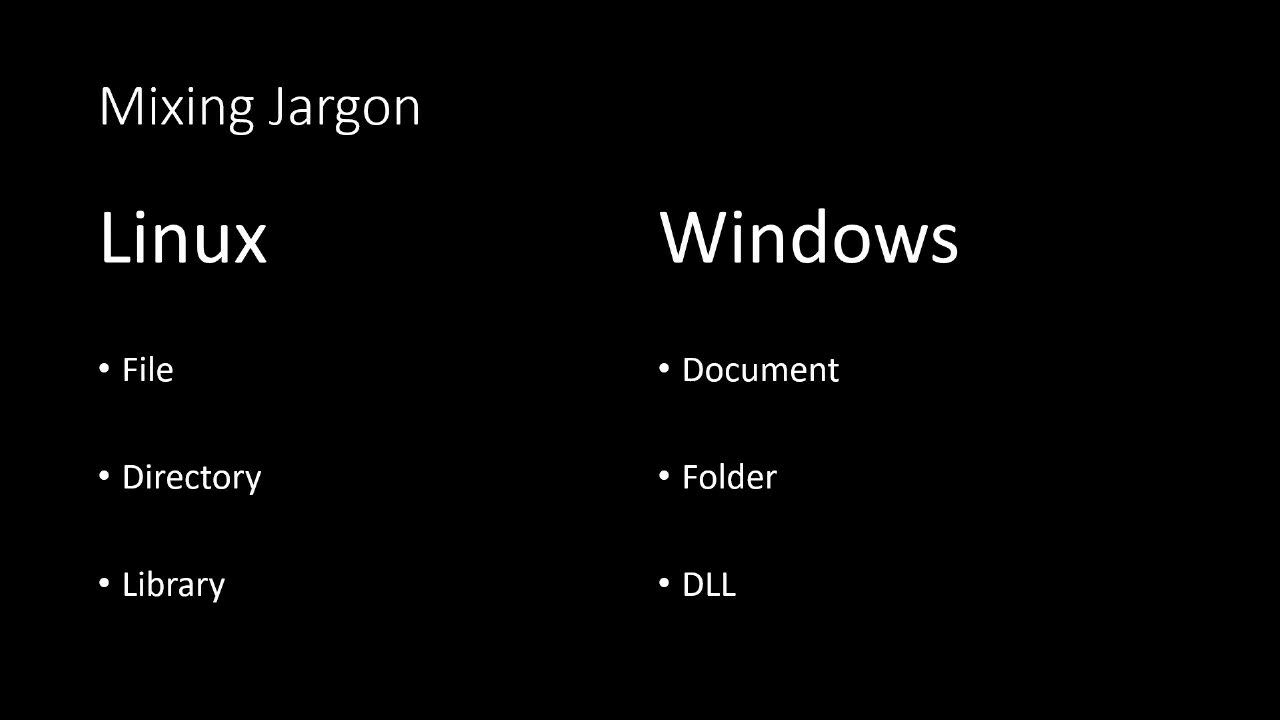 Mixing Jargon
Linux
• File
• Directory
• Library
Windows
• Document
• Folder
• DLL